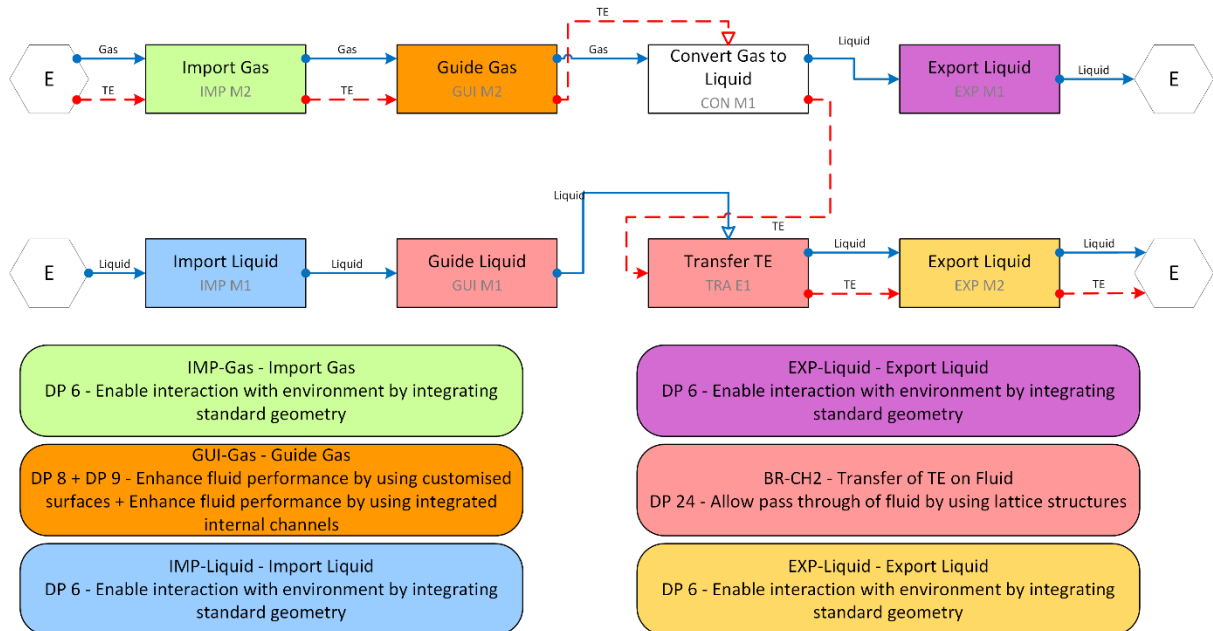 TE
Gas
Gas
Gas
Liquid
E
Import Gas
IMP M2
Guide Gas
GUI M2
Convert Gas to
Liquid
CON M1
Export Liquid
EXP M1
Liquid
E
TE
TE
Liquid
TE
E
Liquid
Import Liquid
IMP M1
Liquid
Guide Liquid
GUI M1
Transfer TE
TRA E1
Liquid
TE
Export Liquid
EXP M2
Liquid
TE
E
IMP-Gas - Import Gas
DP 6 - Enable interaction with environment by integrating
standard geometry
GUI-Gas - Guide Gas
DP 8 + DP 9 - Enhance fluid performance by using customised
surfaces + Enhance fluid performance by using integrated
internal channels
IMP-Liquid - Import Liquid
DP 6 - Enable interaction with environment by integrating
standard geometry
EXP-Liquid - Export Liquid
DP 6 - Enable interaction with environment by integrating
standard geometry
BR-CH2 - Transfer of TE on Fluid
DP 24 - Allow pass through of fluid by using lattice structures
EXP-Liquid - Export Liquid
DP 6 - Enable interaction with environment by integrating
standard geometry